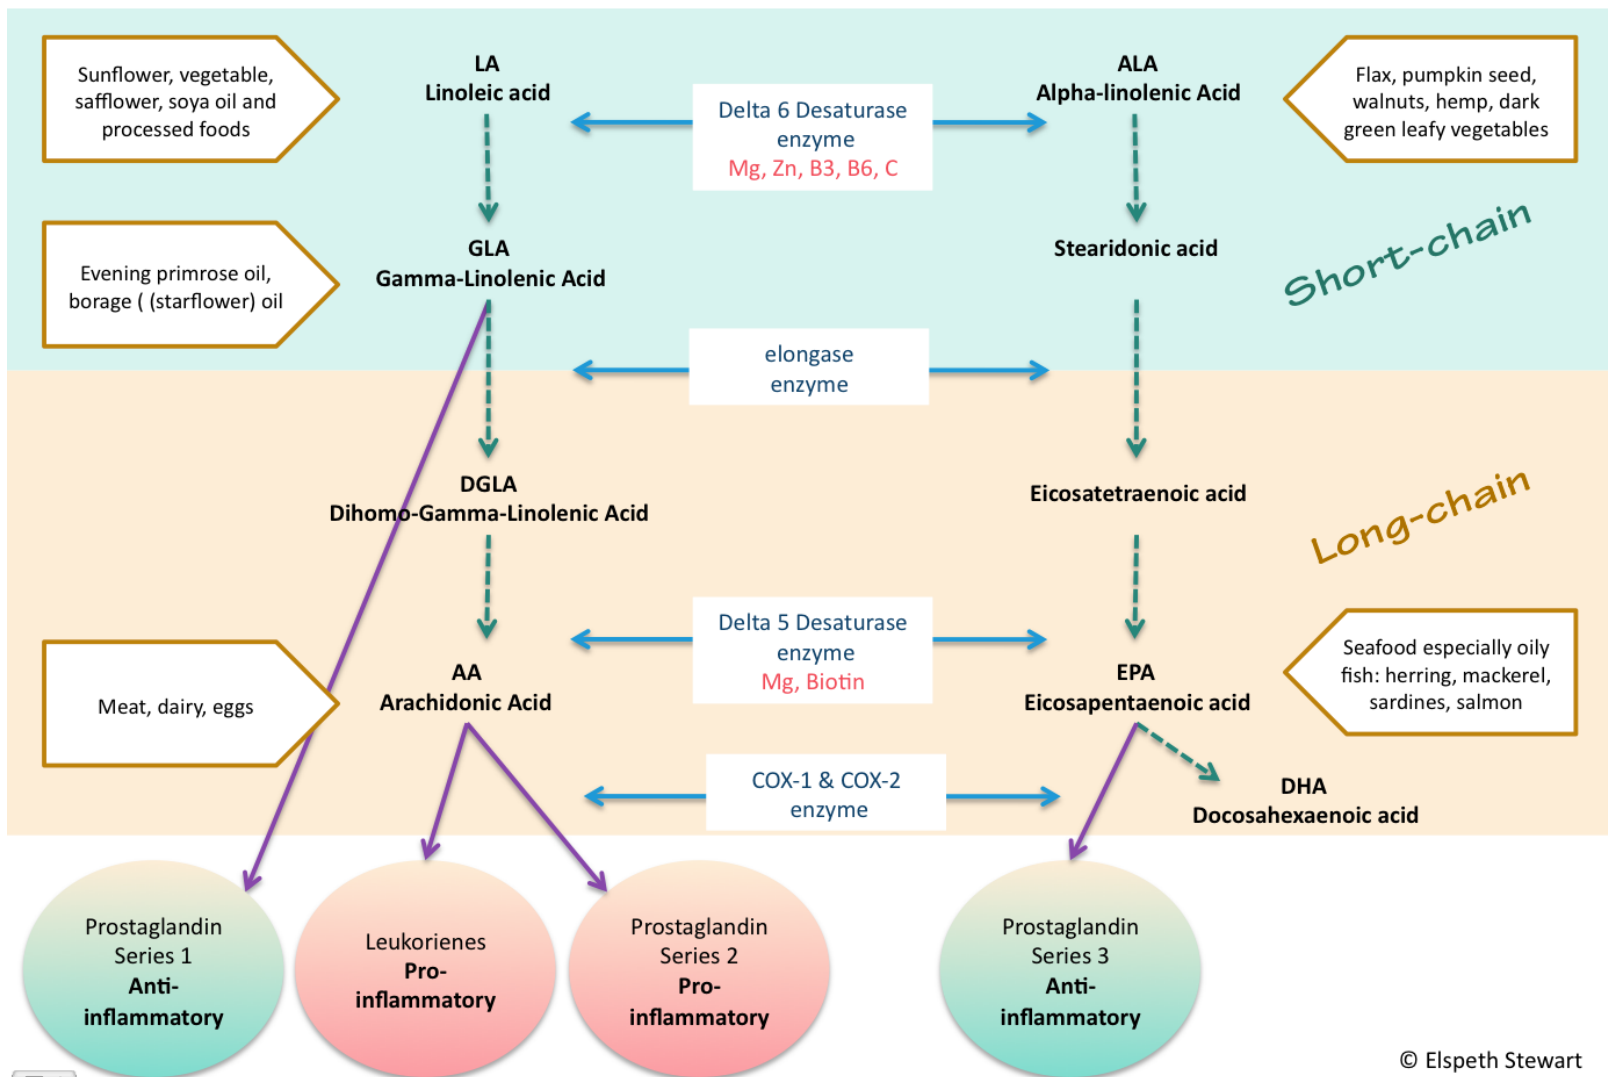 Sunflower, vegetable,
safflower, soya oil and
processed foods
LA
Linoleic acid
Delta 6 Desaturase
enzyme
Mg, Zn, B3, B6, C
ALA
Alpha-linolenic Acid
Flax, pumpkin seed,
walnuts, hemp, dark
green leafy vegetables
Short-chain
Evening primrose oil,
borage ( (starflower) oil
GLA
Gamma-Linolenic Acid
Stearidonic acid
elongase
enzyme
DGLA
Dihomo-Gamma-Linolenic Acid
Eicosatetraenoic acid
Long-chain
Meat, dairy, eggs
AA
Arachidonic Acid
Delta 5 Desaturase
enzyme
Mg, Biotin
EPA
Eicosapentaenoic acid
Seafood especially oily
fish: herring, mackerel,
sardines, salmon
COX-1 & COX-2
enzyme
DHA
Docosahexaenoic acid
Prostaglandin
Series 1
Anti-
inflammatory
Leukorienes
Pro-
inflammatory
Prostaglandin
Series 2
Pro-
inflammatory
Prostaglandin
Series 3
Anti-
inflammatory
© Elspeth Stewart